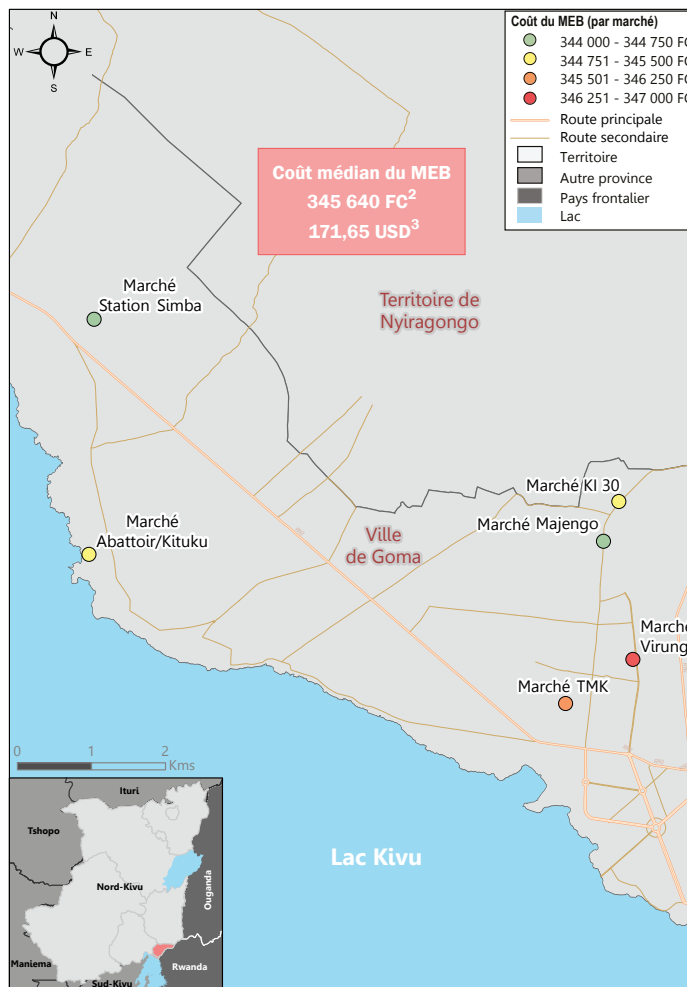 N
W
E
S
Coût du MEB (par marché)
344 000 - 344 750 FC
344 751 - 345 500 FC
345 501 - 346 250 FC
346 251 - 347 000 FC
Route principale
Route secondaire
Territoire
Autre province
Pays frontalier
Lac
Coût médian du MEB
345 640 FC²
171,65 USD³
Marché
Station Simba
Territoire de
Nyiragongo
Marché Kl 30
Marché Majengo
Marché
Abattoir/Kituku
Ville
de Goma
Marché
Virung
Marché TMK
0 1 2
Kms
Lac Kivu
Ituri
Tshopo
Nord-Kivu
Ouganda
Maniema
Sud-Kivu
Rwanda